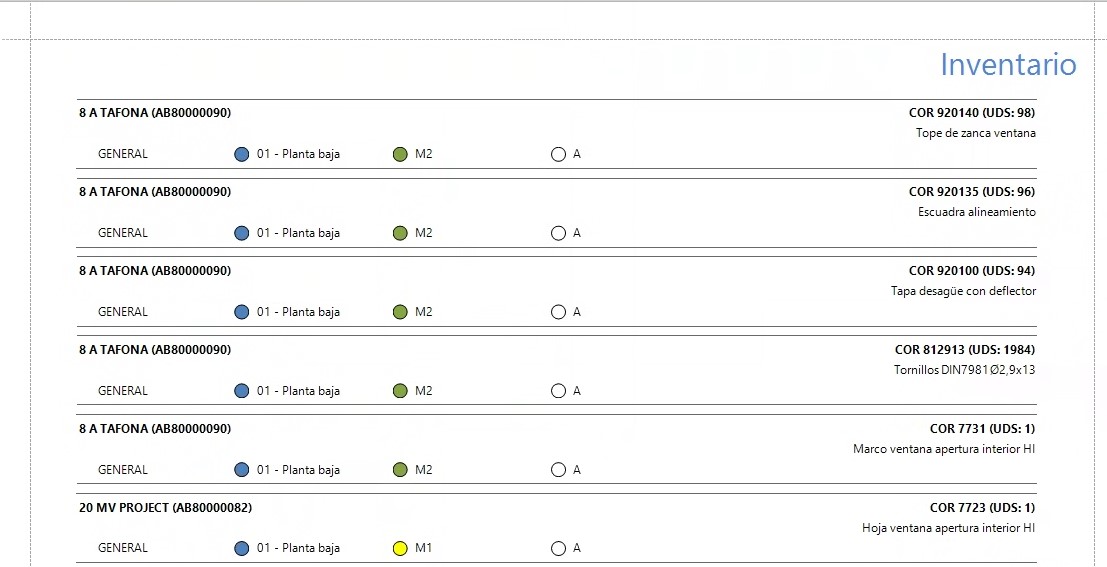 Inventario
8 A TAFONA (AB80000090) COR 920140 (UDS: 98)
Tope de zanca ventana
GENERAL 01 - Planta baja M2 A
8 A TAFONA (AB80000090) COR 920135 (UDS: 96)
Escuadra alineamiento
GENERAL 01 - Planta baja M2 A
8 A TAFONA (AB80000090) COR 920100 (UDS: 94)
Tapa desagüe con deflector
GENERAL 01 - Planta baja M2 A
8 A TAFONA (AB80000090) COR 812913 (UDS: 1984)
Tornillos DIN7981 Ø2,9x13
GENERAL 01 - Planta baja M2 A
8 A TAFONA (AB80000090) COR 7731 (UDS: 1)
Marco ventana apertura interior HI
GENERAL 01 - Planta baja M2 A
20 MV PROJECT (AB80000082) COR 7723 (UDS: 1)
Hoja ventana apertura interior HI
GENERAL 01 - Planta baja M1 A